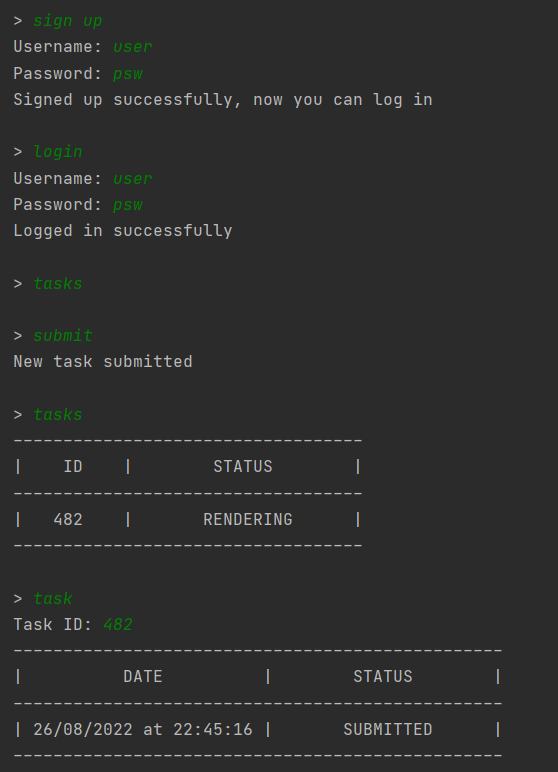 > sign up
Username: user
Password: psw
Signed up successfully, now you can log in
> login
Username: user
Password: psw
Logged in successfully
> tasks
> submit
New task submitted
> tasks
-----------------------------------
|    ID    |        STATUS        |
-----------------------------------
|   482    |       RENDERING      |
-----------------------------------
> task
Task ID: 482
-------------------------------------------------
|          DATE          |        STATUS        |
-------------------------------------------------
| 26/08/2022 at 22:45:16 |       SUBMITTED      |
-------------------------------------------------